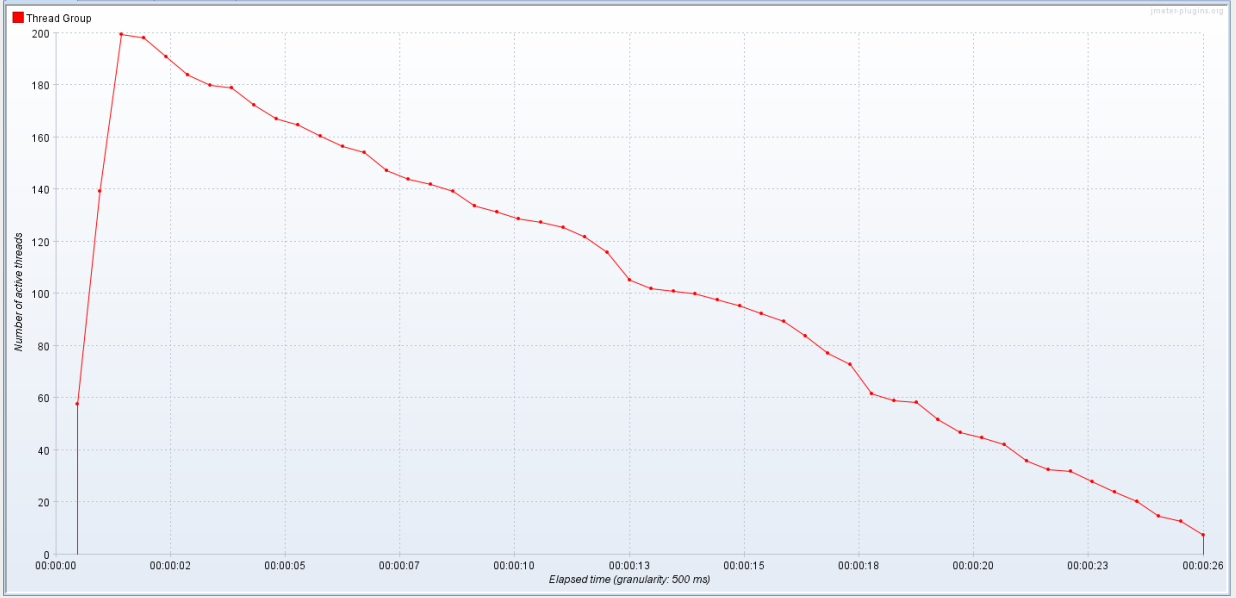 jmeter-plugins.org
Thread Group
200
180
160
140
120
100
80
60
40
20
0
Number of active threads
00:00:00 00:00:02 00:00:05 00:00:07 00:00:10 00:00:13 00:00:15 00:00:18 00:00:20 00:00:23 00:00:26
Elapsed time (granularity: 500 ms)